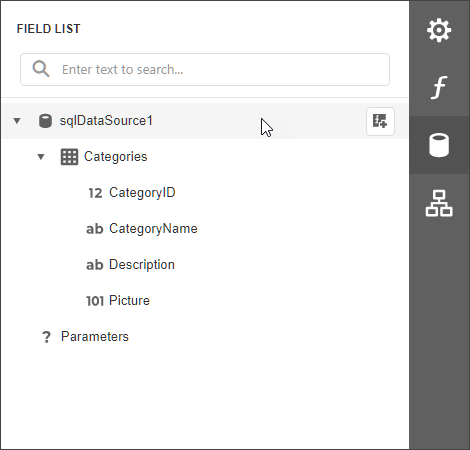 FIELD LIST
Enter text to search...
sqlDataSource1
f
Categories
12 CategoryID
ab CategoryName
ab Description
101 Picture
? Parameters